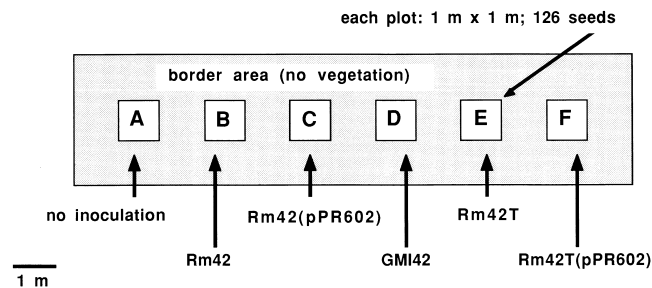 each plot: 1 m x 1 m; 126 seeds
border area (no vegetation)
A B C D E F
no inoculation
Rm42(pPR602)
Rm42T
Rm42
GMI42
Rm42T(pPR602)
1 m